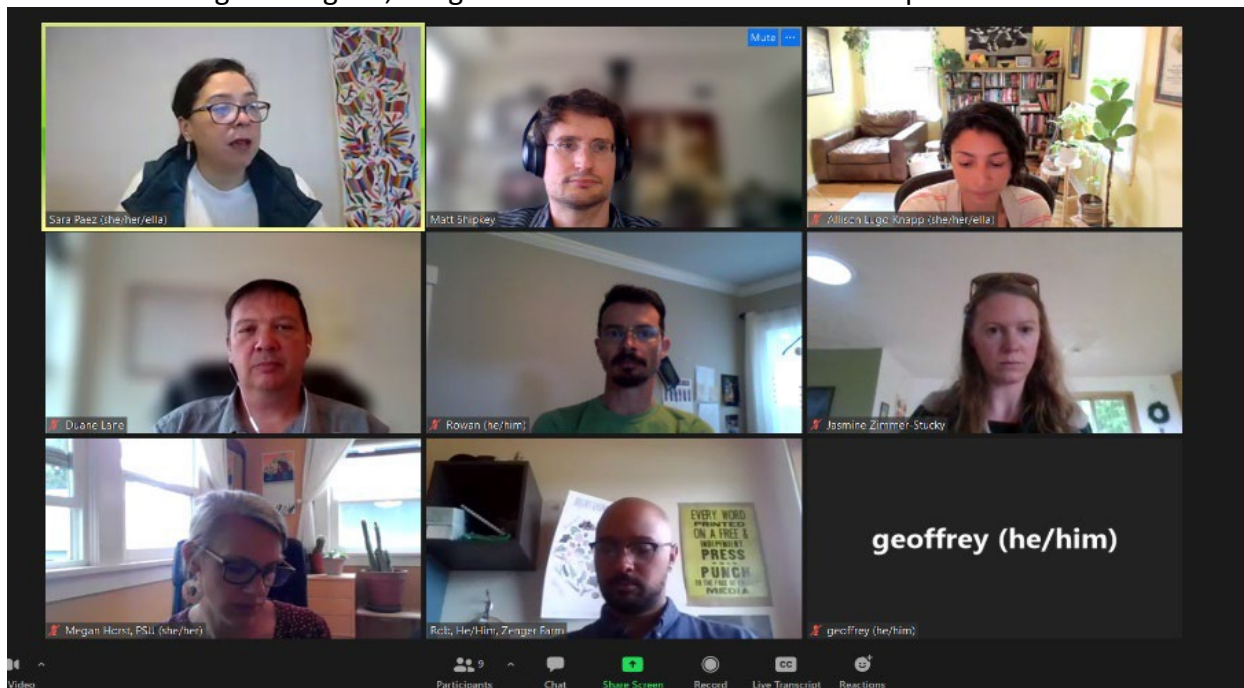 Mute ...
Sara Paez (she/her/ella)
Matt Shipkey
Allison Lugo Knapp (she/her/ella)
Duane Lane
Rowan (he/him)
Jasmine Zimmer-Stucky
EVERY WORD
PRINTED
ON A FREE &
INDEPENDENT
PRESS
PUNCH
MEDIA
geoffrey (he/him)
Megan Horst, PSU (she/her)
Rob, He/Him, Zenger Farm
geoffrey (he/him)
9
Video
Participants
Chat
Share Screen
Record
CC
Live Transcript
Reactions